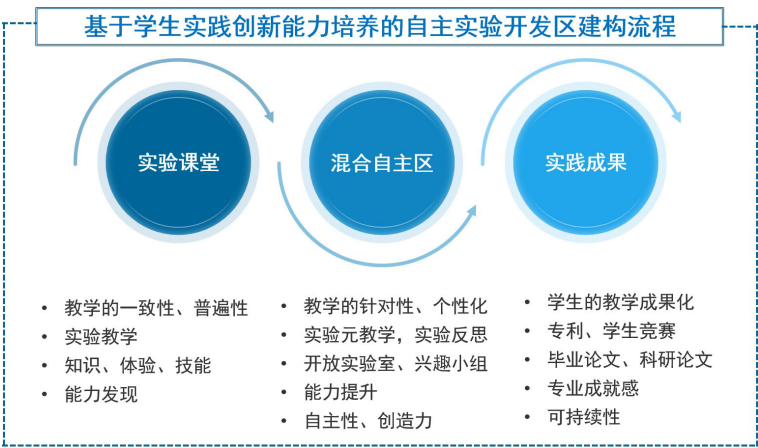 基于学生实践创新能力培养的自主实验开发区建构流程
实验课堂
混合自主区
实践成果
• 教学的一致性、普遍性
• 实验教学
• 知识、体验、技能
• 能力发现
• 教学的针对性、个性化
• 实验元教学，实验反思
• 开放实验室、兴趣小组
• 能力提升
• 自主性、创造力
• 学生的教学成果化
• 专利、学生竞赛
• 毕业论文、科研论文
• 专业成就感
• 可持续性